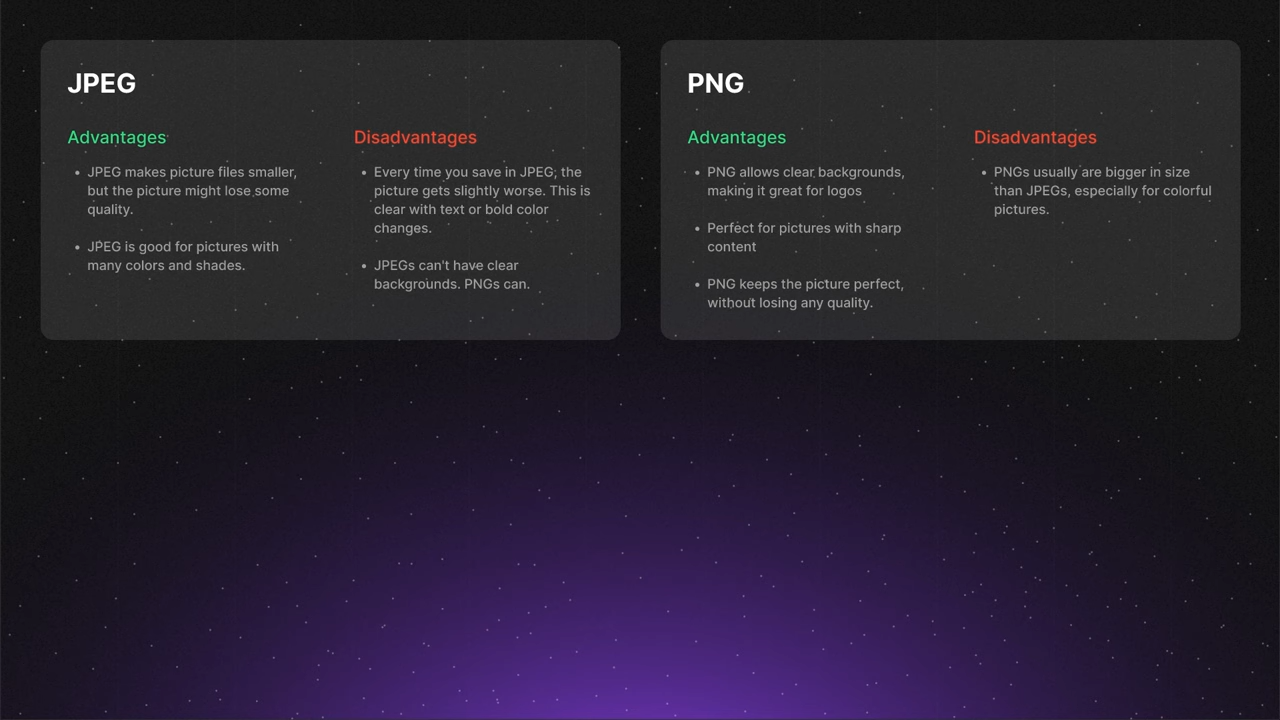 JPEG
Advantages
• JPEG makes picture files smaller,
but the picture might lose some
quality.
• JPEG is good for pictures with
many colors and shades.
Disadvantages
• Every time you save in JPEG, the
picture gets slightly worse. This is
clear with text or bold color
changes.
• JPEGs can't have clear
backgrounds. PNGs can.
PNG
Advantages
• PNG allows clear backgrounds,
making it great for logos
• Perfect for pictures with sharp
content
• PNG keeps the picture perfect,
without losing any quality.
Disadvantages
• PNGs usually are bigger in size
than JPEGs, especially for colorful
pictures.